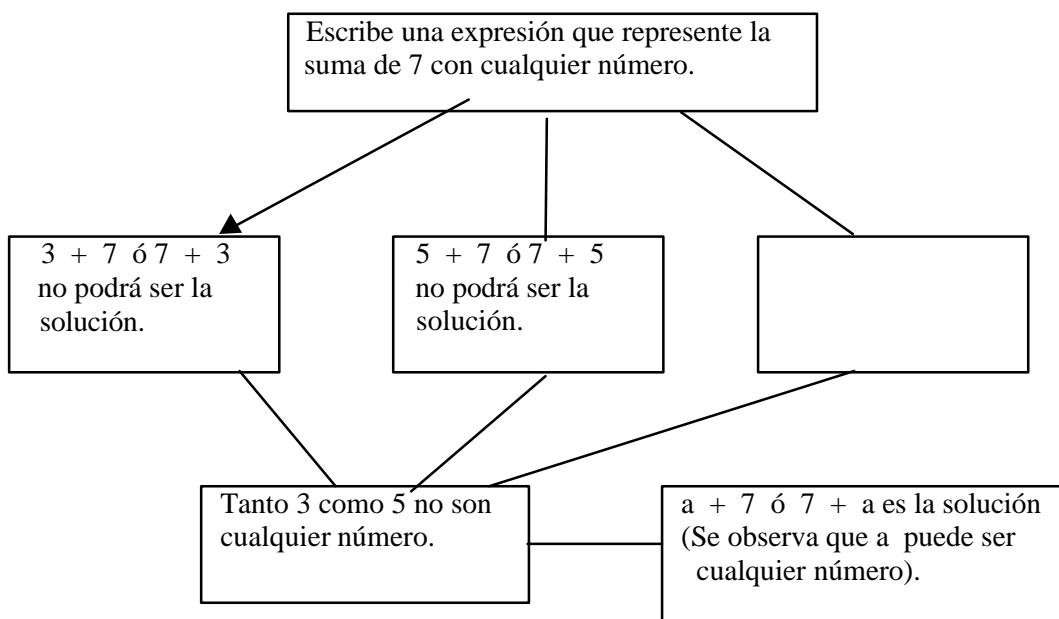 Escribe una expresión que represente la
suma de 7 con cualquier número.
3 + 7 ó 7 + 3
no podrá ser la
solución.
5 + 7 ó 7 + 5
no podrá ser la
solución.
Tanto 3 como 5 no son
cualquier número.
a + 7 ó 7 + a es la solución
(Se observa que a puede ser
cualquier número).